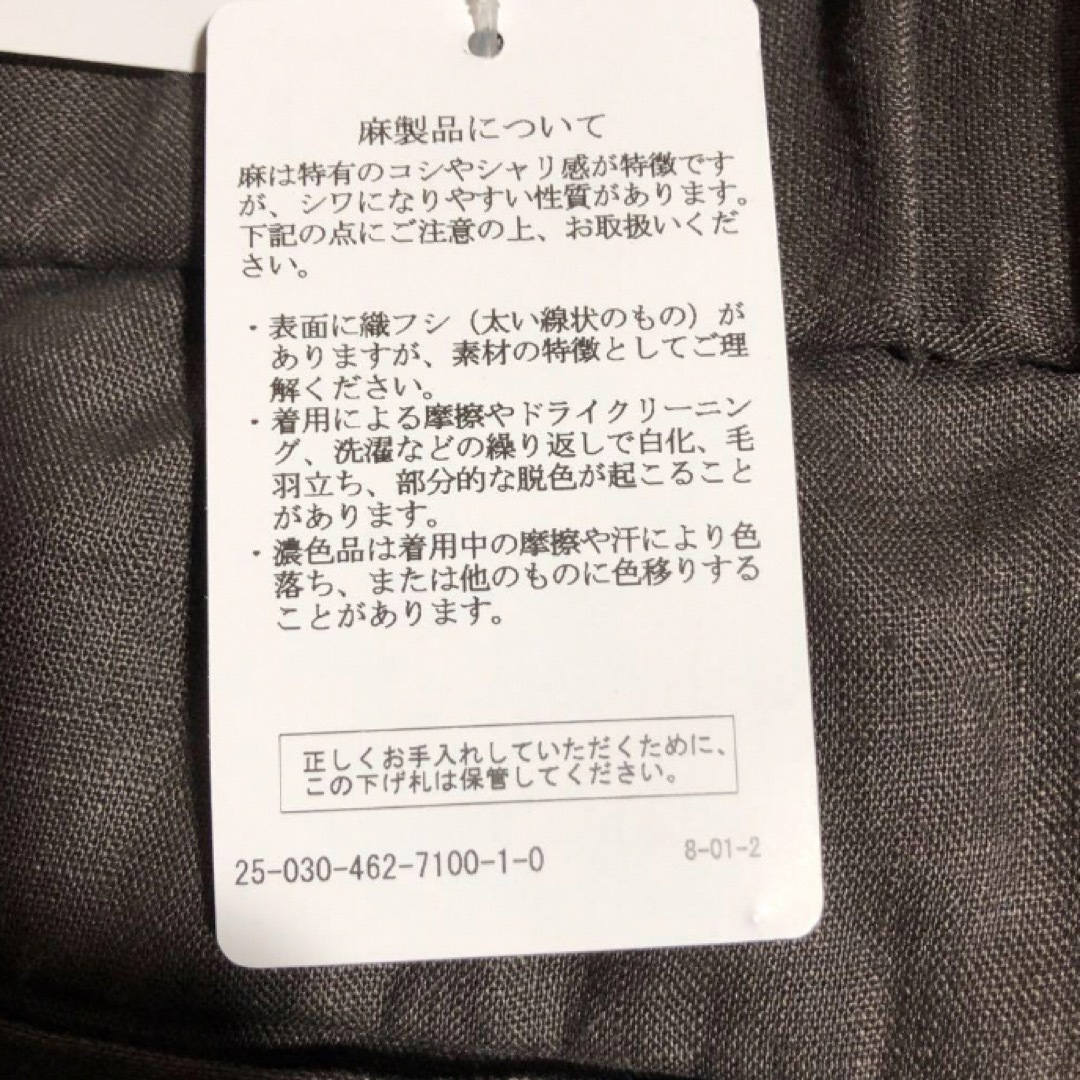 麻製品について
麻は特有のコシやシャリ感が特徴です
が、シワになりやすい性質があります。
下記の点にご注意の上、お取扱いくだ
さい。
・表面に織フシ（太い線状のもの）が
ありますが、素材の特徴としてご理
解ください。
・着用による摩擦やドライクリーニン
グ、洗濯などの繰り返しで白化、毛
羽立ち、部分的な脱色が起こること
があります。
・濃色品は着用中の摩擦や汗により色
落ち、または他のものに色移りする
ことがあります。
正しくお手入れしていただくために、
この下げ札は保管してください。
25-030-462-7100-1-0
8-01-2